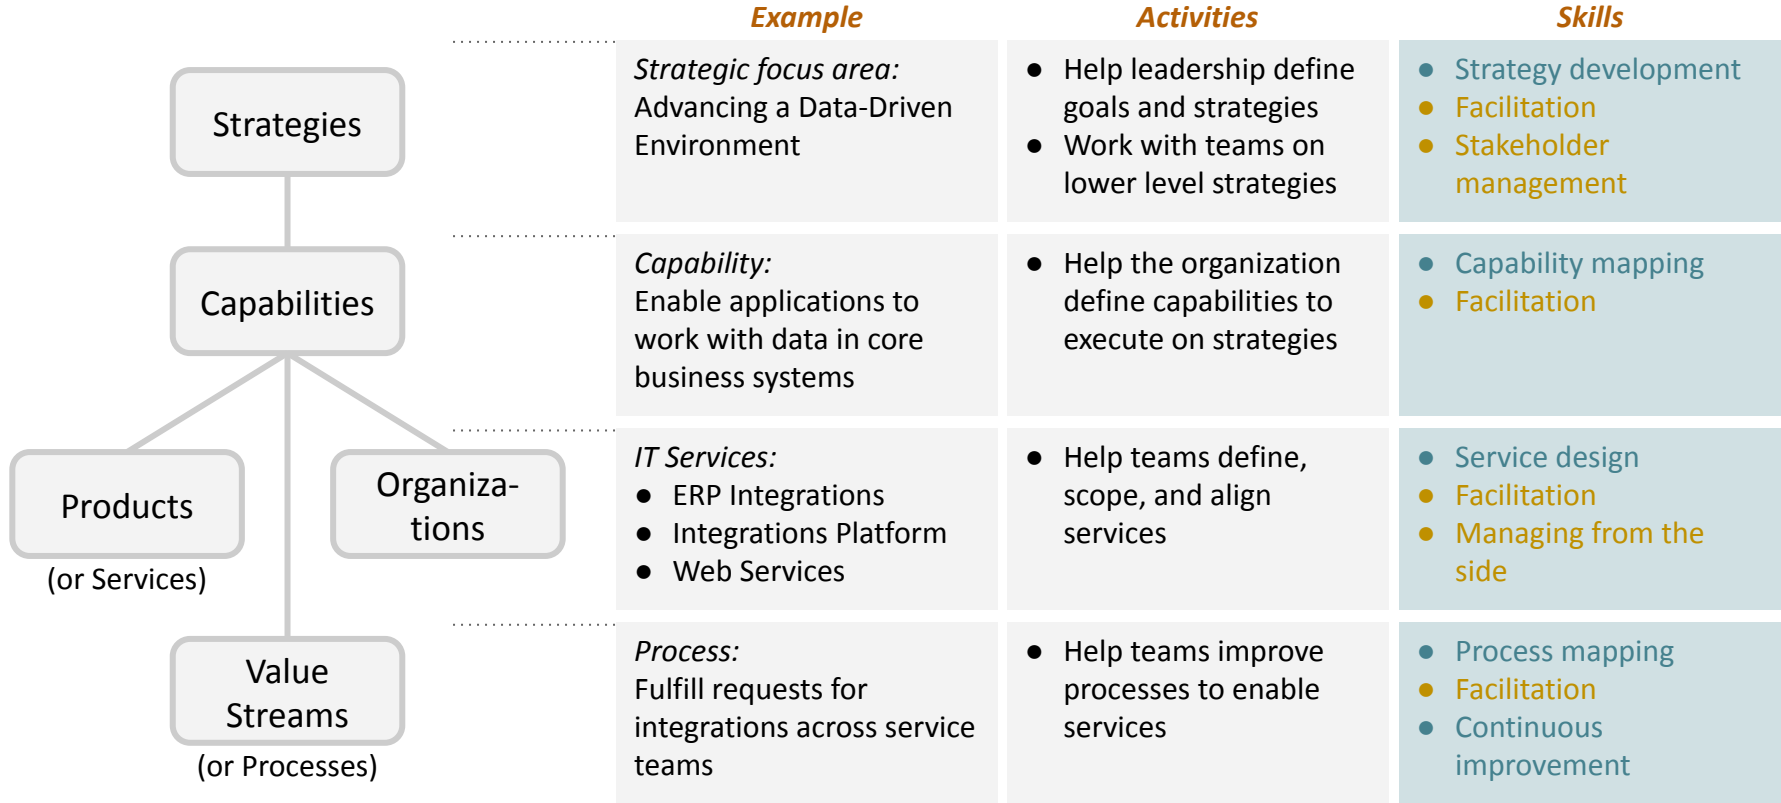 Example
Activities
Skills
Strategies
Strategic focus area:
Advancing a Data-Driven
Environment
● Help leadership define
goals and strategies
● Work with teams on
lower level strategies
● Strategy development
● Facilitation
● Stakeholder
management
Capabilities
Capability:
Enable applications to
work with data in core
business systems
● Help the organization
define capabilities to
execute on strategies
● Capability mapping
● Facilitation
Products
(or Services)
Organiza-
tions
IT Services:
● ERP Integrations
● Integrations Platform
● Web Services
● Help teams define,
scope, and align
services
● Service design
● Facilitation
● Managing from the
side
Value
Streams
(or Processes)
Process:
Fulfill requests for
integrations across service
teams
● Help teams improve
processes to enable
services
● Process mapping
● Facilitation
● Continuous
improvement